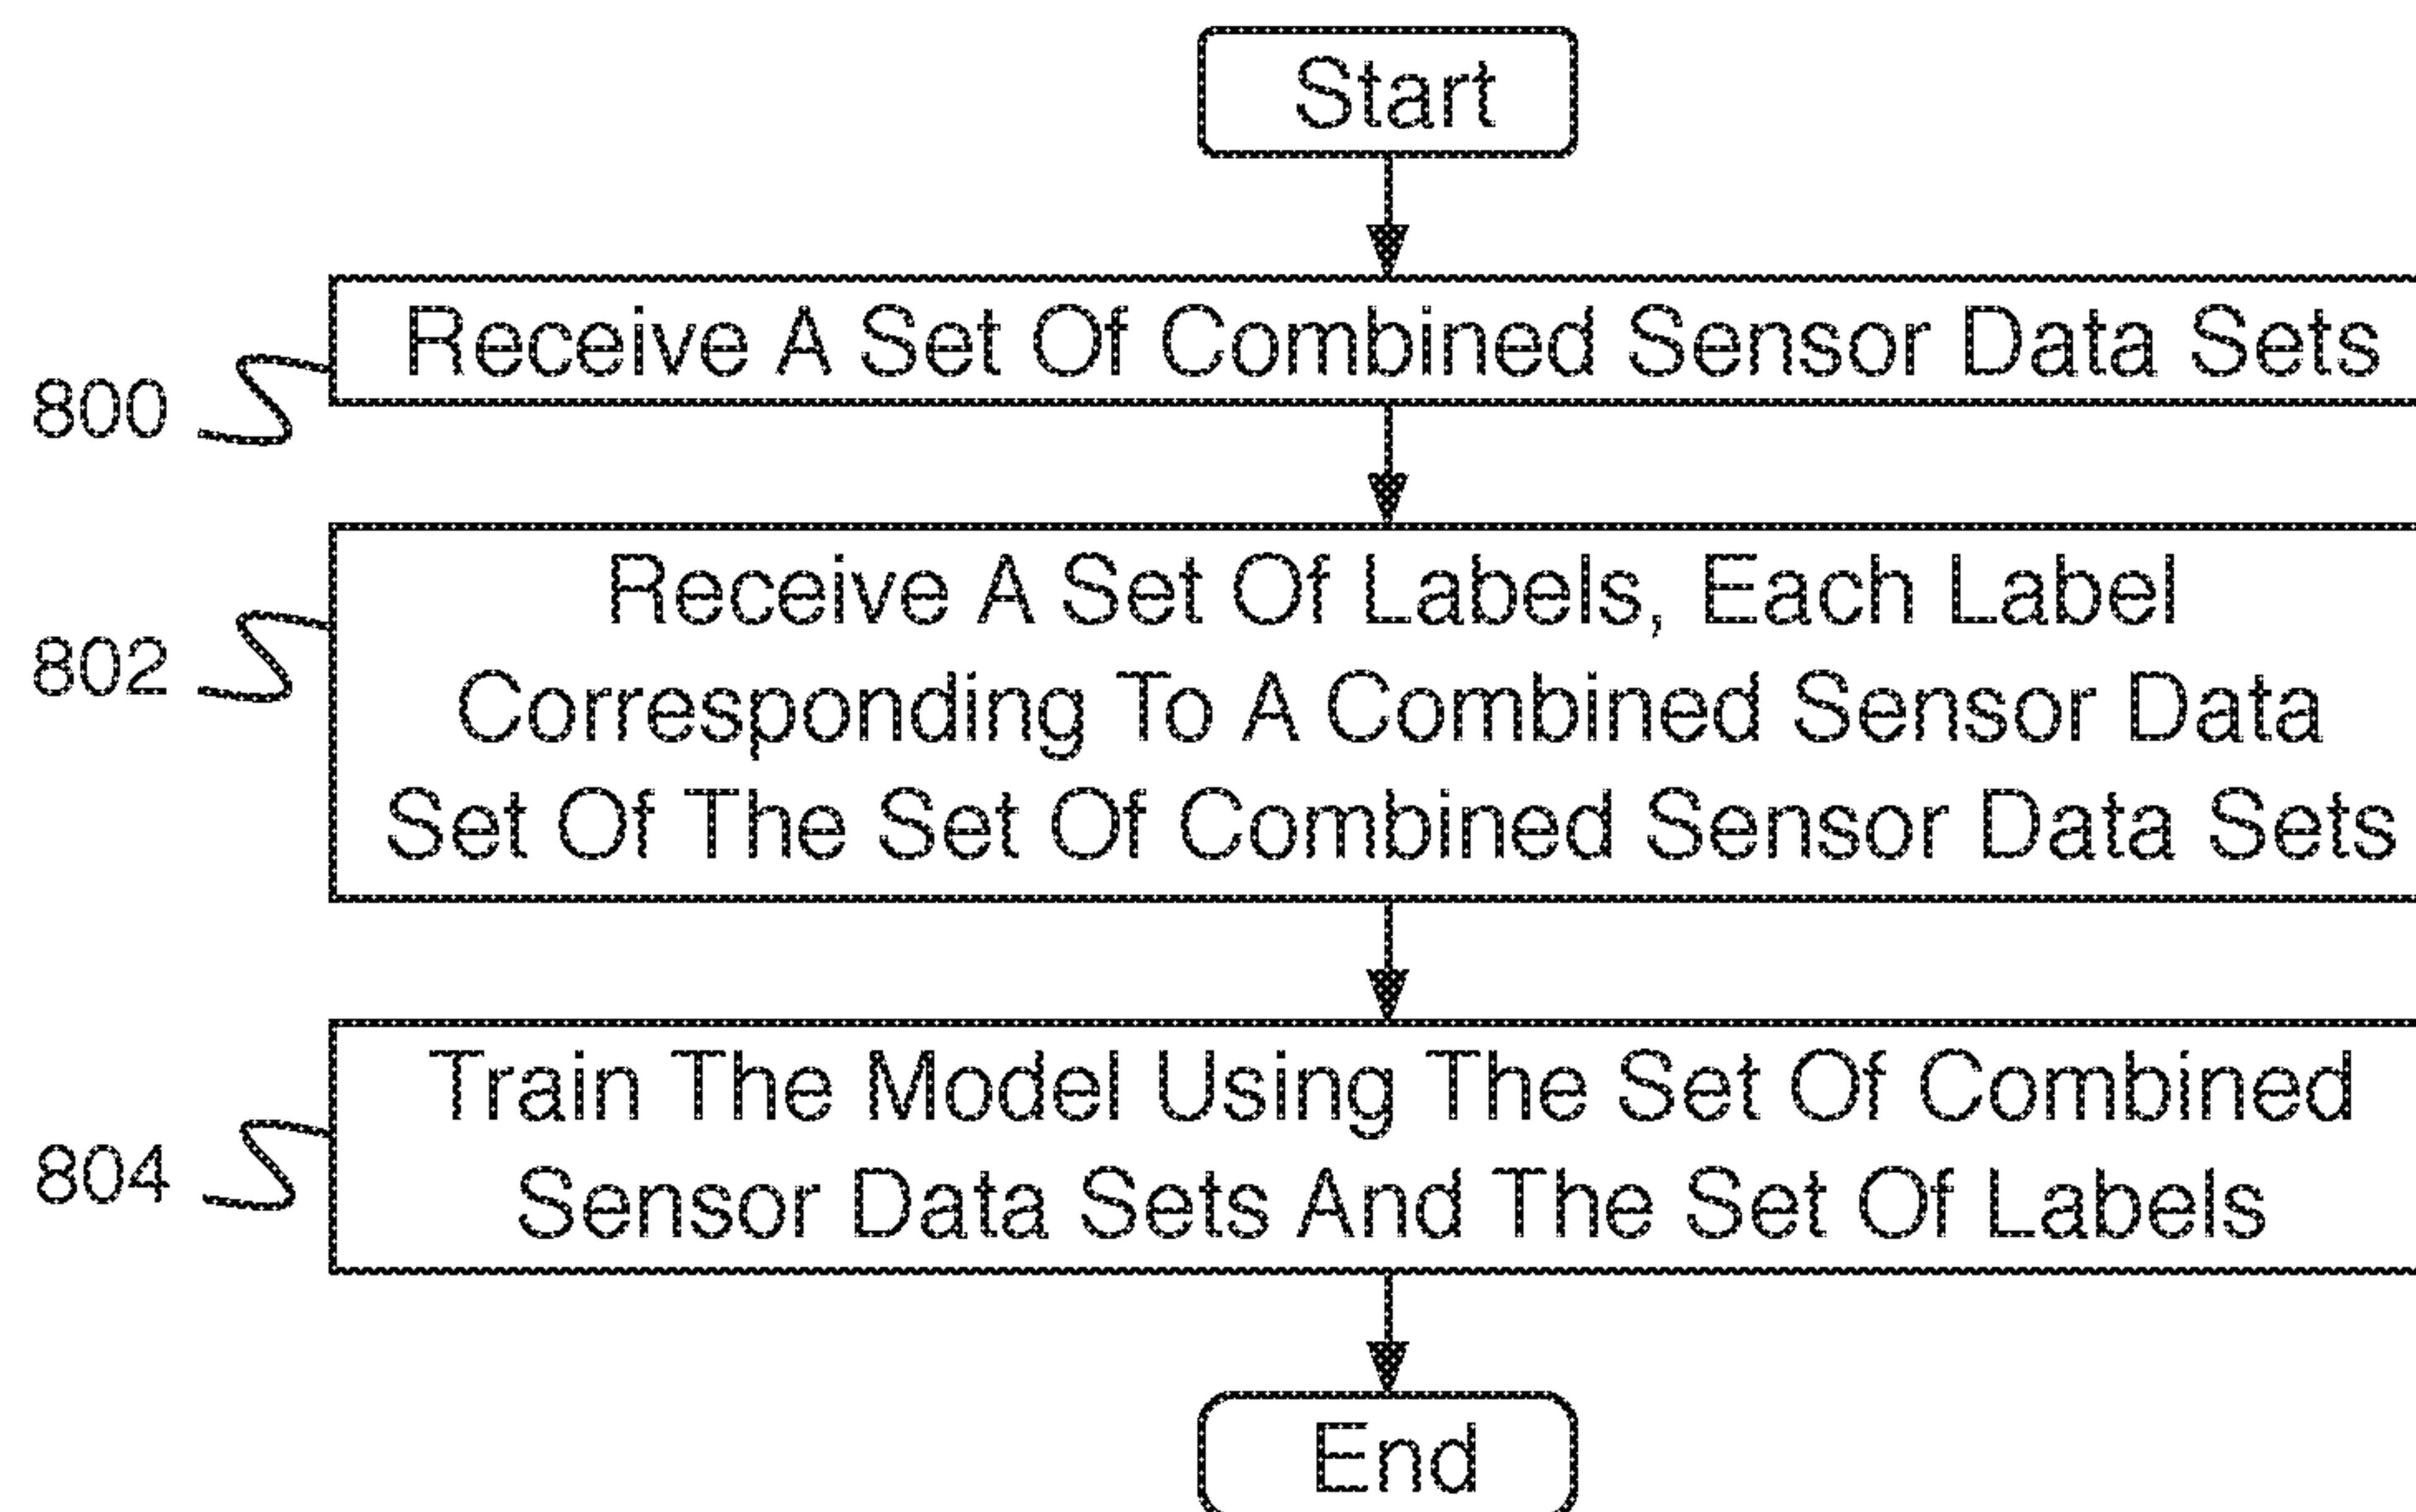 Start
Receive A Set Of Combined Sensor Data Sets
800
Receive A Set Of Labels, Each Label
Corresponding To A Combined Sensor Data
Set Of The Set Of Combined Sensor Data Sets
802
Train The Model Using The Set Of Combined
Sensor Data Sets And The Set Of Labels
804
End